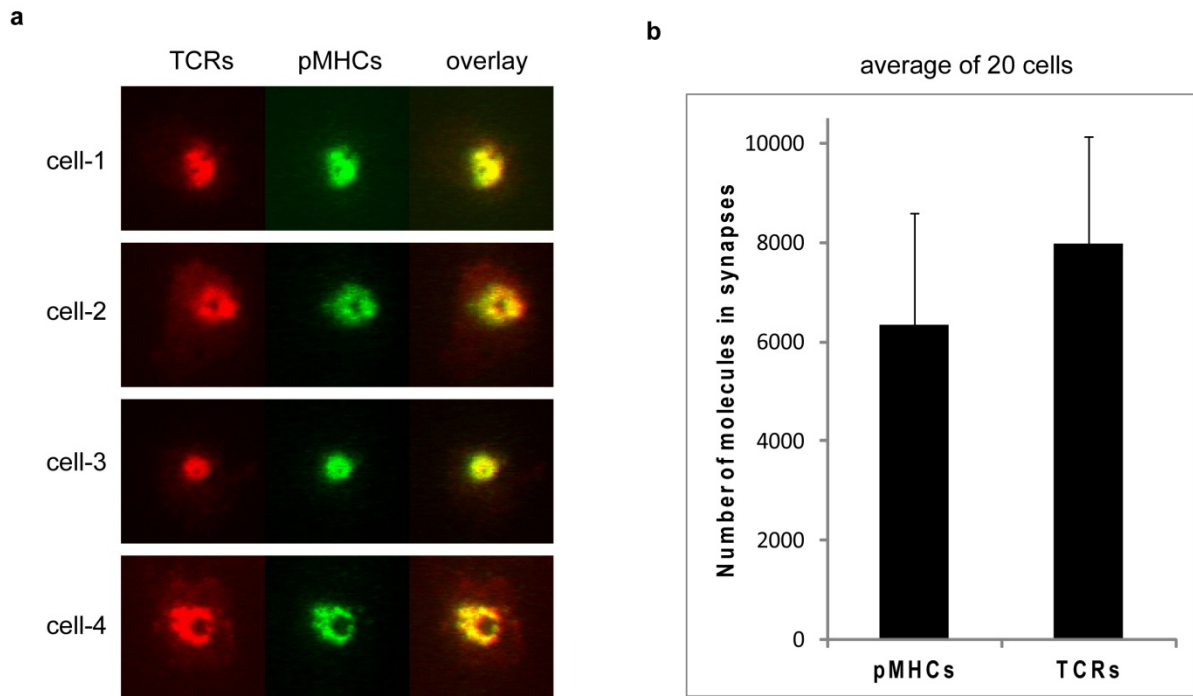 a
TCRs pMHCs overlay
cell-1
cell-2
cell-3
cell-4
b
average of 20 cells
Number of molecules in synapses
10000
8000
6000
4000
2000
0
pMHCs TCRs